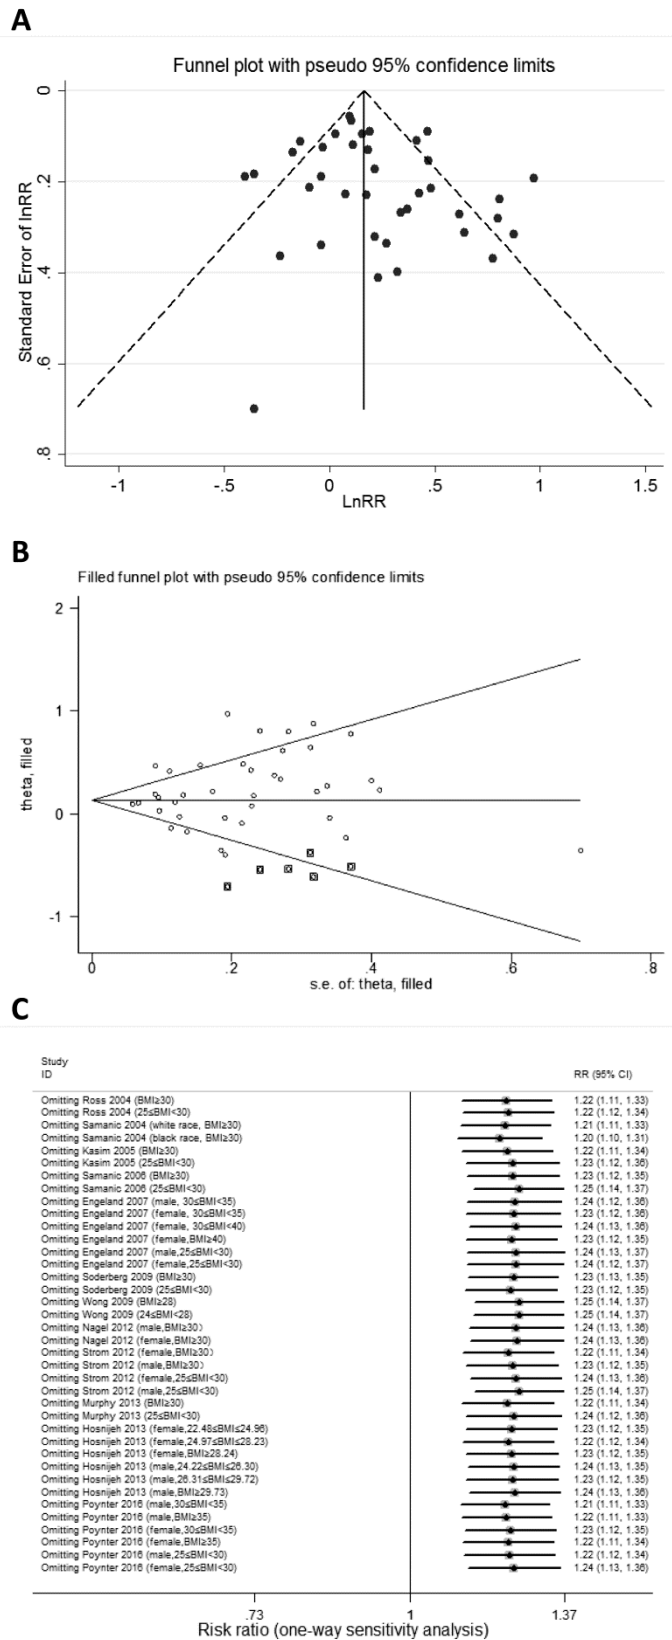 A
Funnel plot with pseudo 95% confidence limits
0
.2
.4
.6
.8
Standard Error of lnRR
-1 -.5 0 .5 1 1.5
LnRR
B
Filled funnel plot with pseudo 95% confidence limits
2
1
0
-1
theta, filled
0 .2 .4 .6 .8
s.e. of: theta, filled
C
Study
ID RR (95% CI)
Omitting Ross 2004 (BMI≥30) 1.22 (1.11, 1.33)
Omitting Ross 2004 (25≤BMI<30) 1.22 (1.12, 1.34)
Omitting Samanic 2004 (white race, BMI≥30) 1.21 (1.11, 1.33)
Omitting Samanic 2004 (black race, BMI≥30) 1.20 (1.10, 1.31)
Omitting Kasim 2005 (BMI≥30) 1.22 (1.11, 1.34)
Omitting Kasim 2005 (25≤BMI<30) 1.23 (1.12, 1.36)
Omitting Samanic 2006 (BMI≥30) 1.23 (1.12, 1.35)
Omitting Samanic 2006 (25≤BMI<30) 1.25 (1.14, 1.37)
Omitting Engeland 2007 (male, 30≤BMI<35) 1.24 (1.12, 1.36)
Omitting Engeland 2007 (female, 30≤BMI<35) 1.23 (1.12, 1.36)
Omitting Engeland 2007 (female, 30≤BMI<40) 1.24 (1.13, 1.36)
Omitting Engeland 2007 (female,BMI≥40) 1.23 (1.12, 1.35)
Omitting Engeland 2007 (male,25≤BMI<30) 1.24 (1.13, 1.37)
Omitting Engeland 2007 (female,25≤BMI<30) 1.24 (1.12, 1.37)
Omitting Soderberg 2009 (BMI≥30) 1.23 (1.13, 1.35)
Omitting Soderberg 2009 (25≤BMI<30) 1.23 (1.12, 1.35)
Omitting Wong 2009 (BMI≥28) 1.25 (1.14, 1.37)
Omitting Wong 2009 (24≤BMI<28) 1.25 (1.14, 1.37)
Omitting Nagel 2012 (male,BMI≥30) 1.24 (1.13, 1.36)
Omitting Nagel 2012 (female,BMI≥30) 1.24 (1.13, 1.36)
Omitting Strom 2012 (female,BMI≥30) 1.22 (1.11, 1.34)
Omitting Strom 2012 (male,BMI≥30) 1.23 (1.12, 1.35)
Omitting Strom 2012 (female,25≤BMI<30) 1.24 (1.13, 1.36)
Omitting Strom 2012 (male,25≤BMI<30) 1.25 (1.14, 1.37)
Omitting Murphy 2013 (BMI≥30) 1.22 (1.11, 1.34)
Omitting Murphy 2013 (25≤BMI<30) 1.24 (1.12, 1.36)
Omitting Hosnijeh 2013 (female,22.48≤BMI≤24.96) 1.23 (1.12, 1.35)
Omitting Hosnijeh 2013 (female,24.97≤BMI≤28.23) 1.22 (1.12, 1.34)
Omitting Hosnijeh 2013 (female,BMI≥28.24) 1.23 (1.12, 1.34)
Omitting Hosnijeh 2013 (male,24.22≤BMI≤26.30) 1.24 (1.13, 1.35)
Omitting Hosnijeh 2013 (male,26.31≤BMI≤29.72) 1.23 (1.12, 1.35)
Omitting Hosnijeh 2013 (male,BMI≥29.73) 1.24 (1.13, 1.36)
Omitting Poynter 2016 (male,30≤BMI<35) 1.21 (1.11, 1.33)
Omitting Poynter 2016 (male,BMI≥35) 1.22 (1.11, 1.33)
Omitting Poynter 2016 (female,30≤BMI<35) 1.23 (1.12, 1.35)
Omitting Poynter 2016 (female,BMI≥35) 1.22 (1.11, 1.34)
Omitting Poynter 2016 (male,25≤BMI<30) 1.22 (1.12, 1.34)
Omitting Poynter 2016 (female,25≤BMI<30) 1.24 (1.13, 1.36)
.73 1 1.37
Risk ratio (one-way sensitivity analysis)